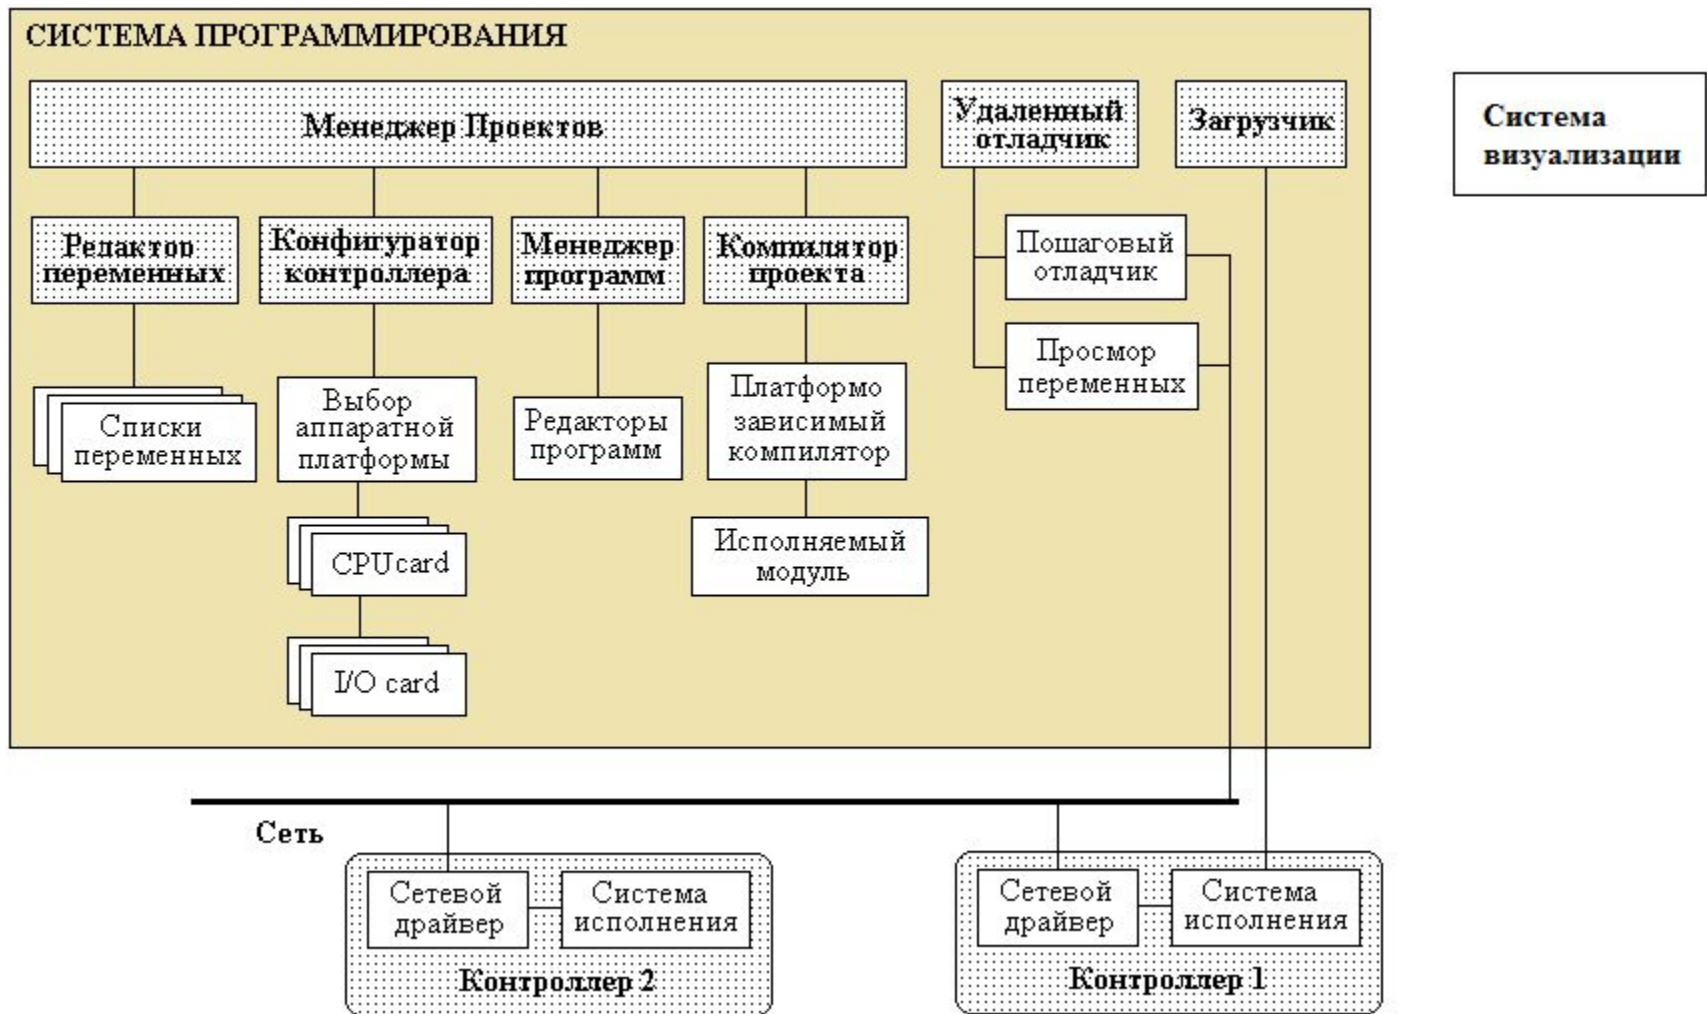 СИСТЕМА ПРОГРАММИРОВАНИЯ
Менеджер Проектов
Удаленный
отладчик
Загрузчик
Система
визуализации
Редактор
переменных
Конфигуратор
контроллера
Менеджер
программ
Компилятор
проекта
Пошаговый
отладчик
Просмор
переменных
Списки
переменных
Выбор
аппаратной
платформы
Редакторы
программ
Платформо
зависимый
компилятор
CPU card
Исполняемый
модуль
I/O card
Сеть
Сетевой
драйвер
Система
исполнения
Контроллер 2
Сетевой
драйвер
Система
исполнения
Контроллер 1